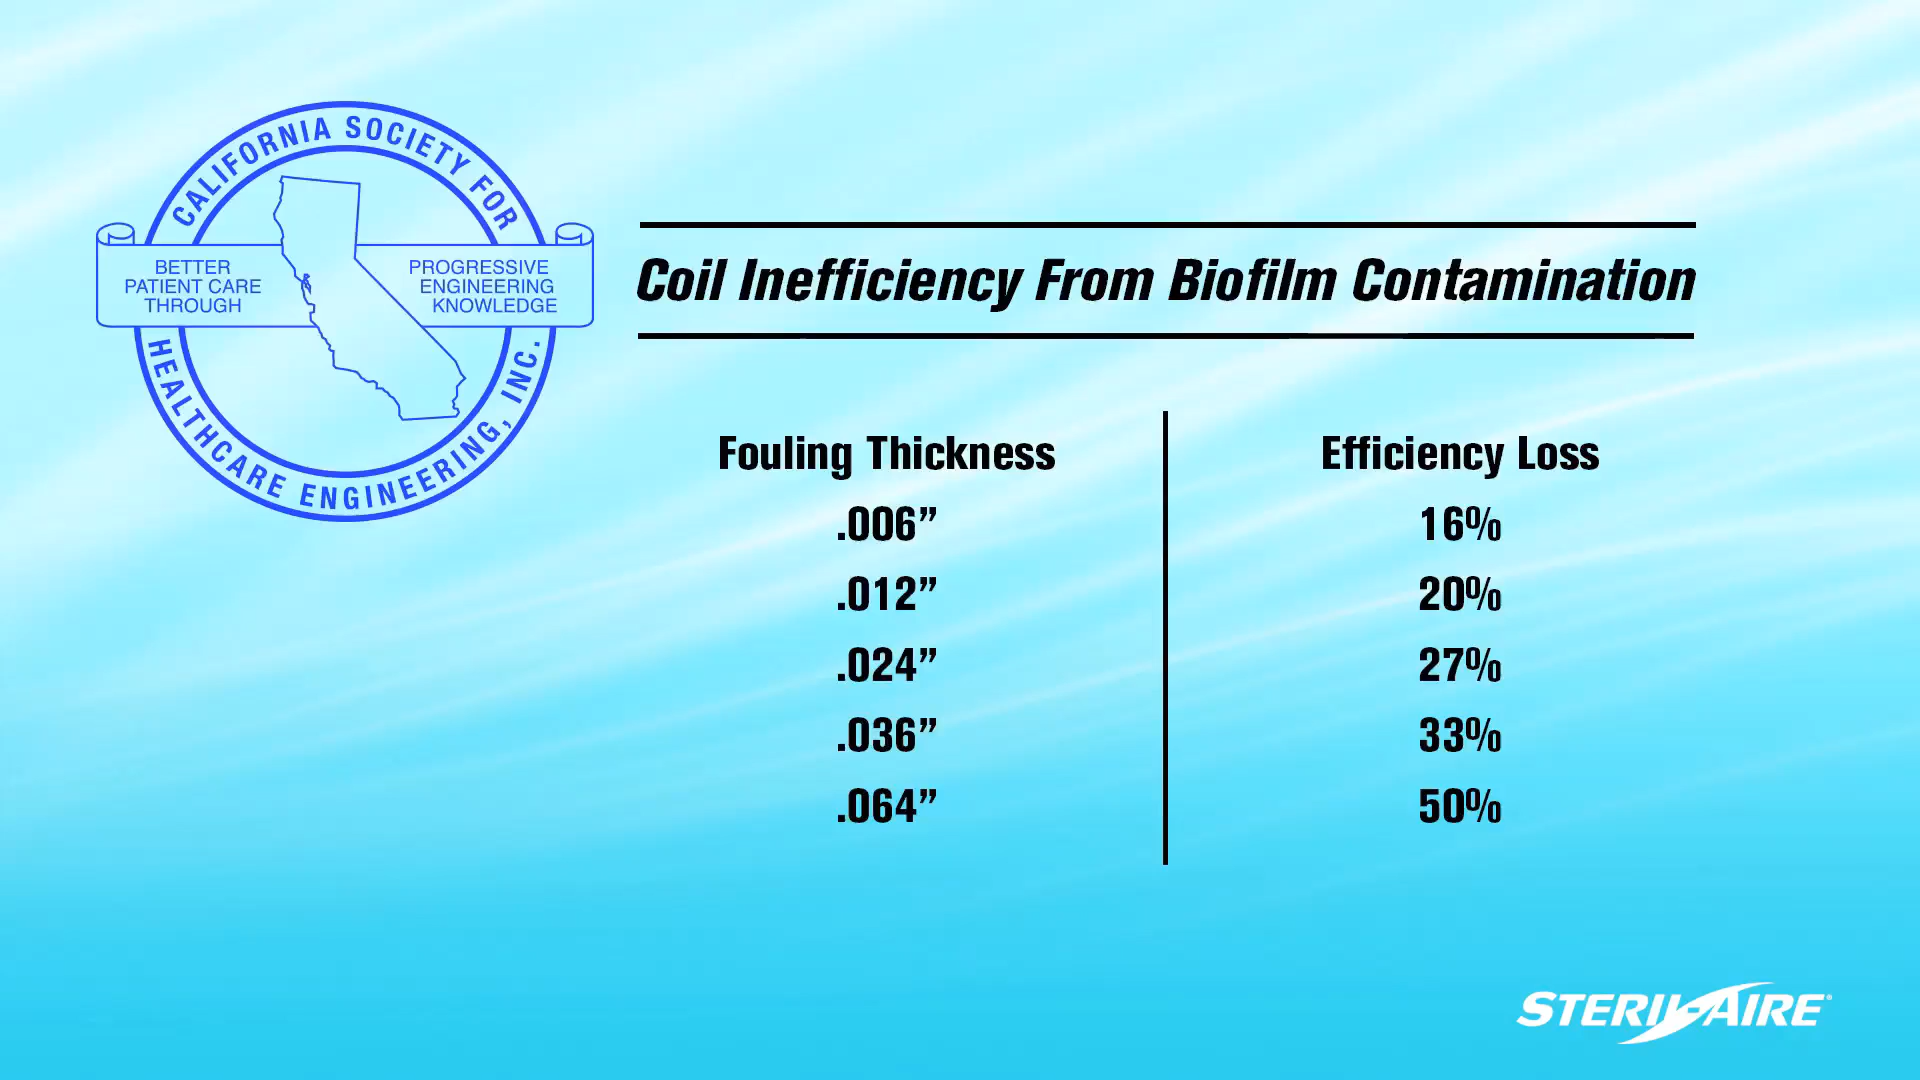 CALIFORNIA SOCIETY FOR
BETTER
PATIENT CARE
THROUGH
PROGRESSIVE
ENGINEERING
KNOWLEDGE
HEALTHCARE ENGINEERING, INC.
Coil Inefficiency From Biofilm Contamination
Fouling Thickness Efficiency Loss
.006” 16%
.012” 20%
.024” 27%
.036” 33%
.064” 50%
STERIL-AIRE®